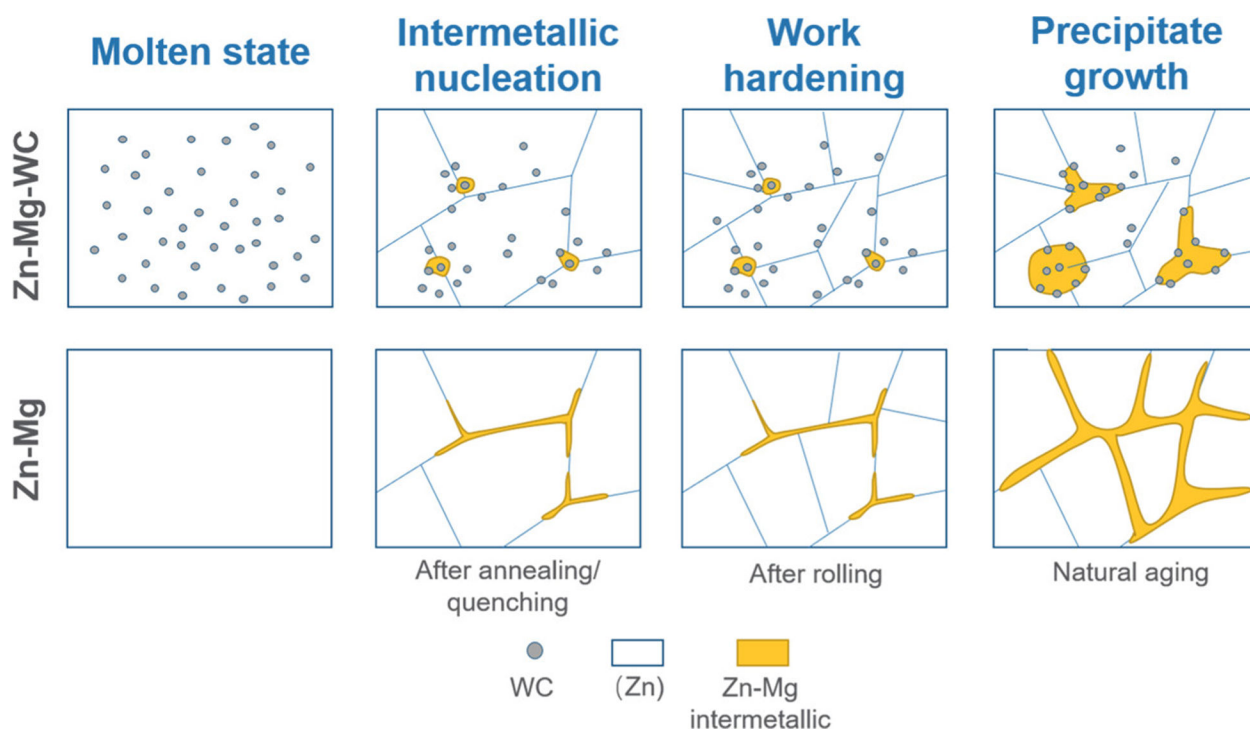 Molten state
Intermetallic
nucleation
Work
hardening
Precipitate
growth
Zn-Mg-WC
Zn-Mg
After annealing/
quenching
After rolling
Natural aging
WC
(Zn)
Zn-Mg
intermetallic